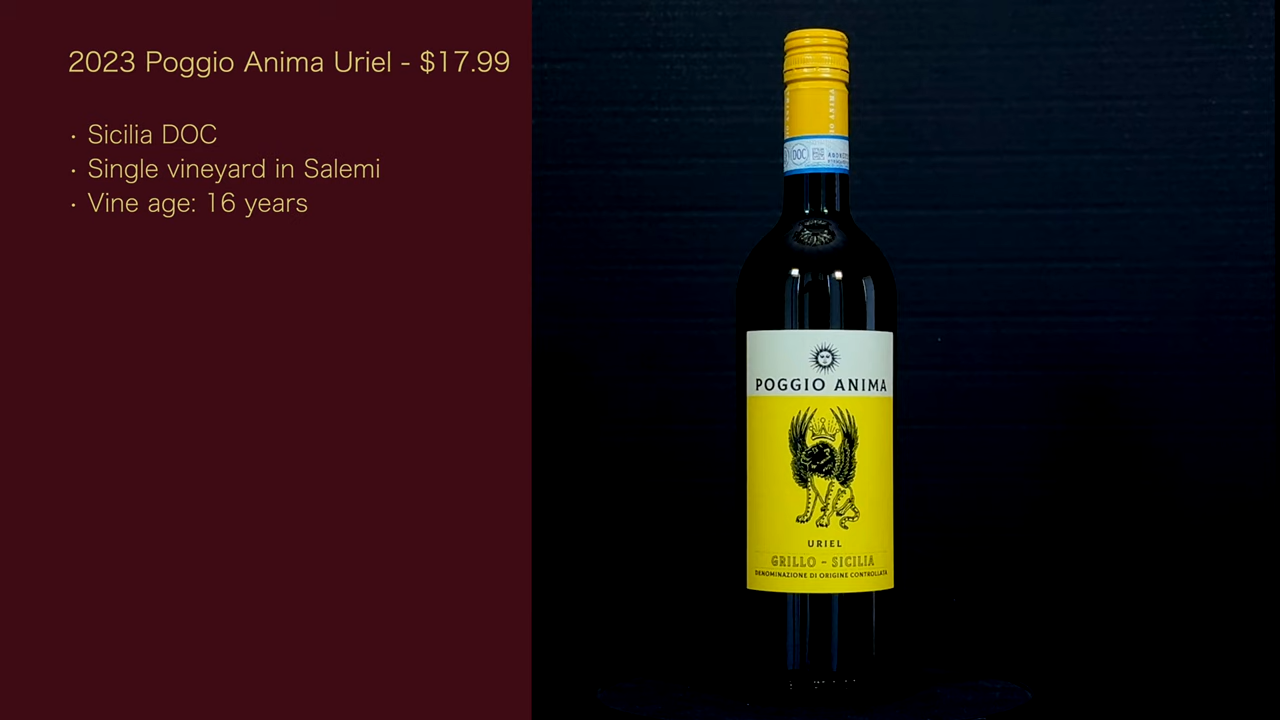 2023 Poggio Anima Uriel - $17.99
· Sicilia DOC
· Single vineyard in Salemi
· Vine age: 16 years
DOC
POGGIO ANIMA
URIEL
GRILLO - SICILIA
DENOMINAZIONE DI ORIGINE CONTROLLATA